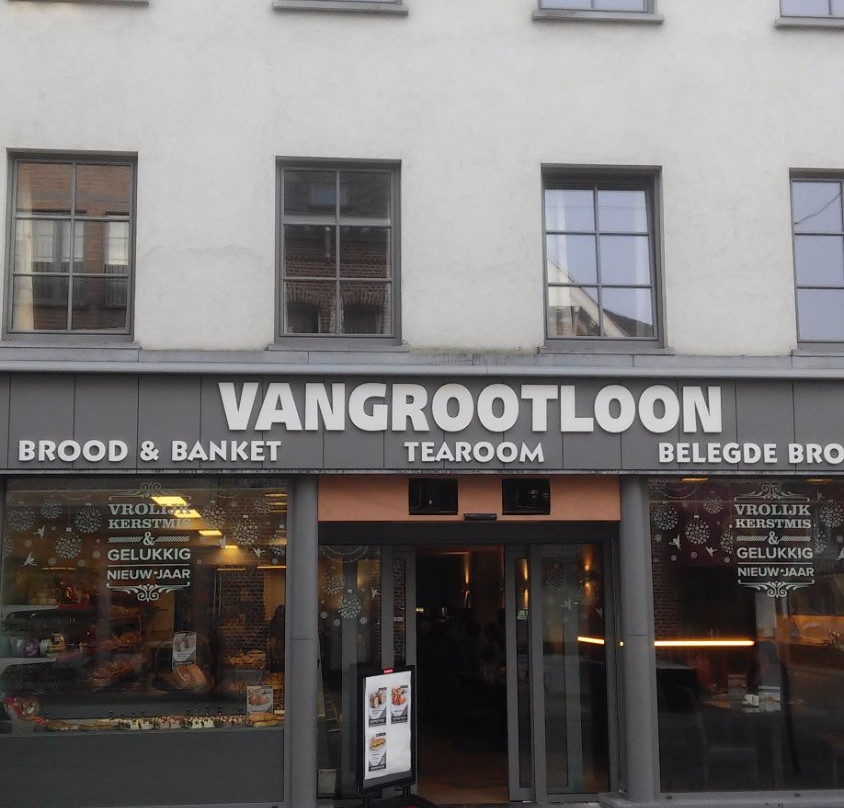 VANGROOTLOON
BROOD & BANKET TEAROOM BELEGDE BRO
VROLIJK
KERSTMIS
&
GELUKKIG
NIEUW JAAR
VROLIJK
KERSTMIS
&
GELUKKIG
NIEUW JAAR